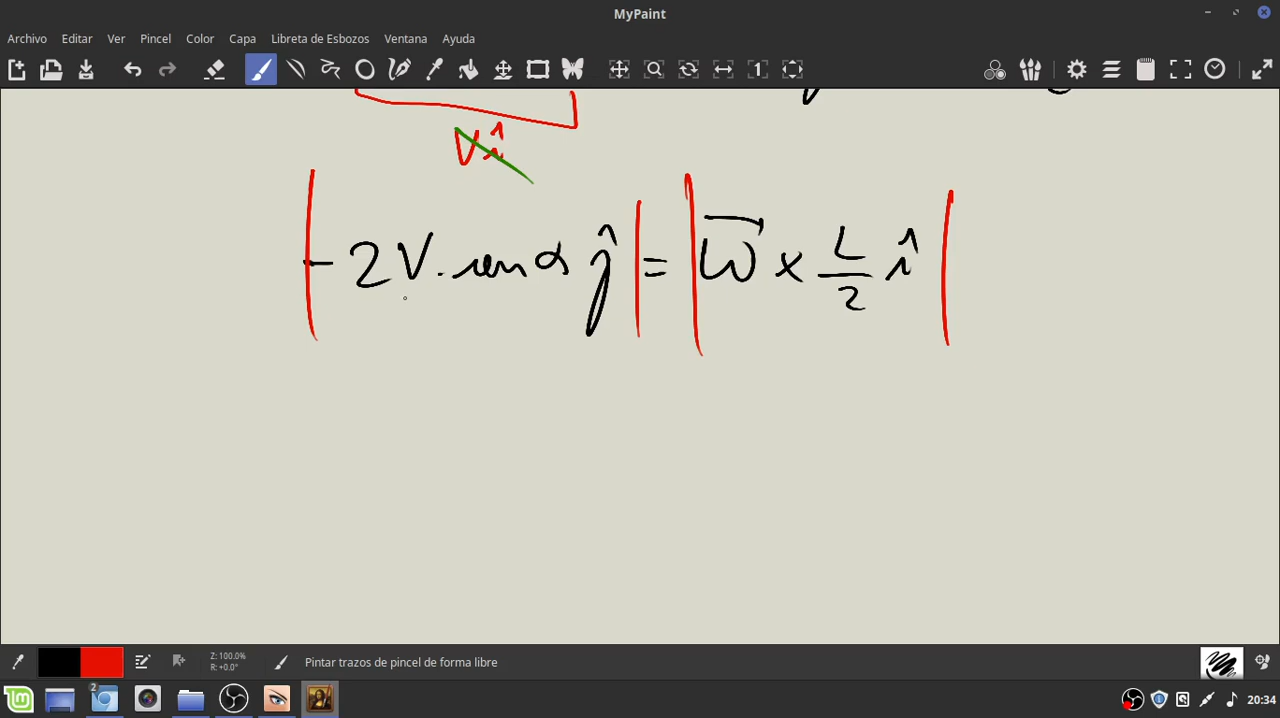 MyPaint
Archivo Editar Ver Pincel Color Capa Libreta de Esbozos Ventana Ayuda
V î
|-2V. sen α ĵ| = |ω⃗ x L/2 î|
Z: 100.0%
R: +0.0°
Pintar trazos de pincel de forma libre
2
20:34